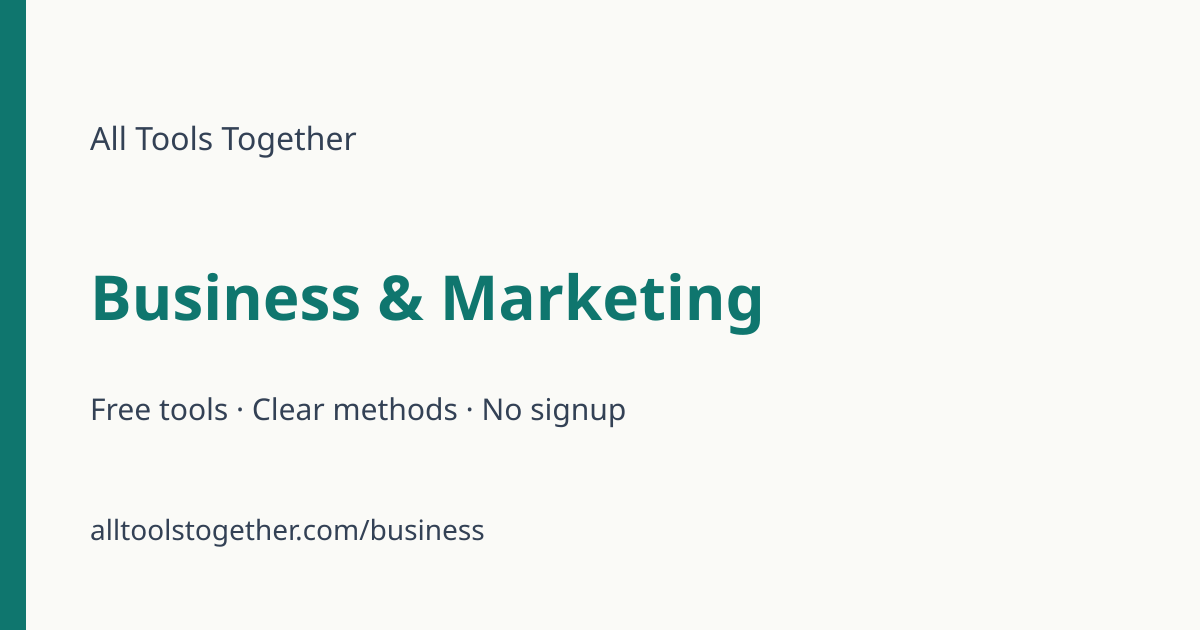 All Tools Together
Business & Marketing
Free tools · Clear methods · No signup
alltoolstogether.com/business